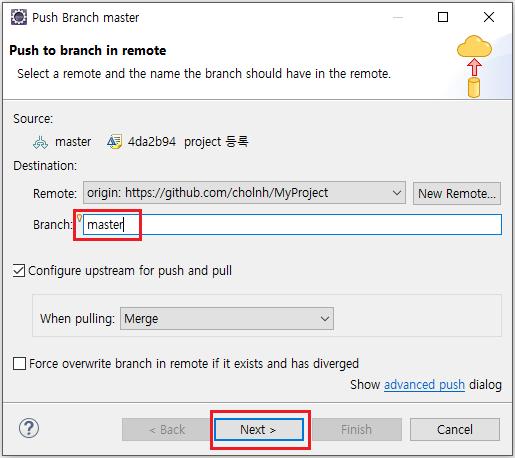 Push Branch master
Push to branch in remote
Select a remote and the name the branch should have in the remote.
Source:
master 4da2b94 project 등록
Destination:
Remote: origin: https://github.com/cholnh/MyProject New Remote...
Branch: master
Configure upstream for push and pull
When pulling: Merge
Force overwrite branch in remote if it exists and has diverged
Show advanced push dialog
? < Back Next > Finish Cancel